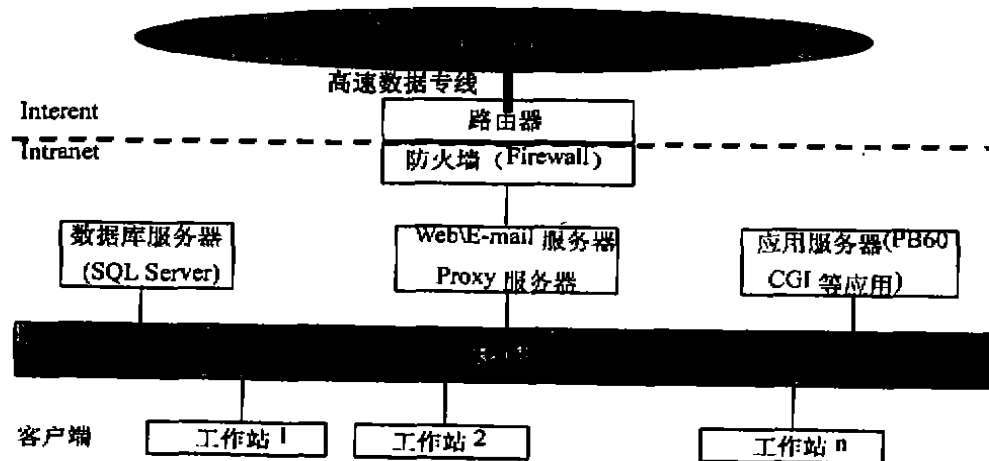 高速数据专线
Interent
路由器
Intranet
防火墙（Firewall）
数据库服务器
(SQL Server)
Web\E-mail 服务器
Proxy 服务器
应用服务器(PB60
CGI 等应用)
客户端
工作站 1
工作站 2
工作站 n